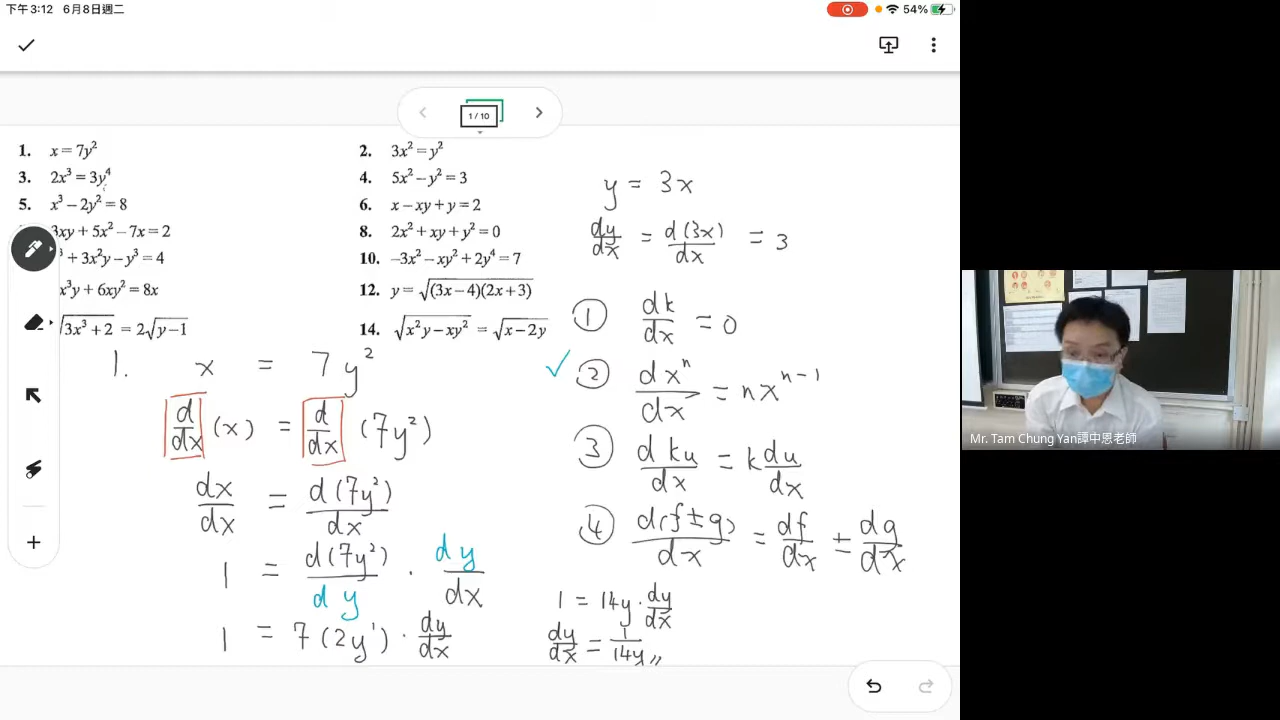 下午3:12 6月8日週二
54%
1 / 10
1. x = 7y²
2. 3x² = y²
3. 2x³ = 3y⁴
4. 5x² – y² = 3
5. x³ – 2y² = 8
6. x – xy + y = 2
3xy + 5x² – 7x = 2
8. 2x² + xy + y² = 0
³ + 3x²y – y³ = 4
10. –3x² – xy² + 2y⁴ = 7
x³y + 6xy² = 8x
12. y = √((3x – 4)(2x + 3))
√(3x³ + 2) = 2√(y – 1)
14. √(x²y – xy²) = √(x – 2y)
1. x = 7y²
d/dx (x) = d/dx (7y²)
dx/dx = d(7y²)/dx
1 = d(7y²)/dy · dy/dx
1 = 7(2y¹) · dy/dx
y = 3x
dy/dx = d(3x)/dx = 3
① dk/dx = 0
✓ ② dxⁿ/dx = nxⁿ⁻¹
③ d ku/dx = k du/dx
④ d(f±g)/dx = df/dx ± dg/dx
1 = 14y · dy/dx
dy/dx = 1/14y〃
Mr. Tam Chung Yan譚中恩老師